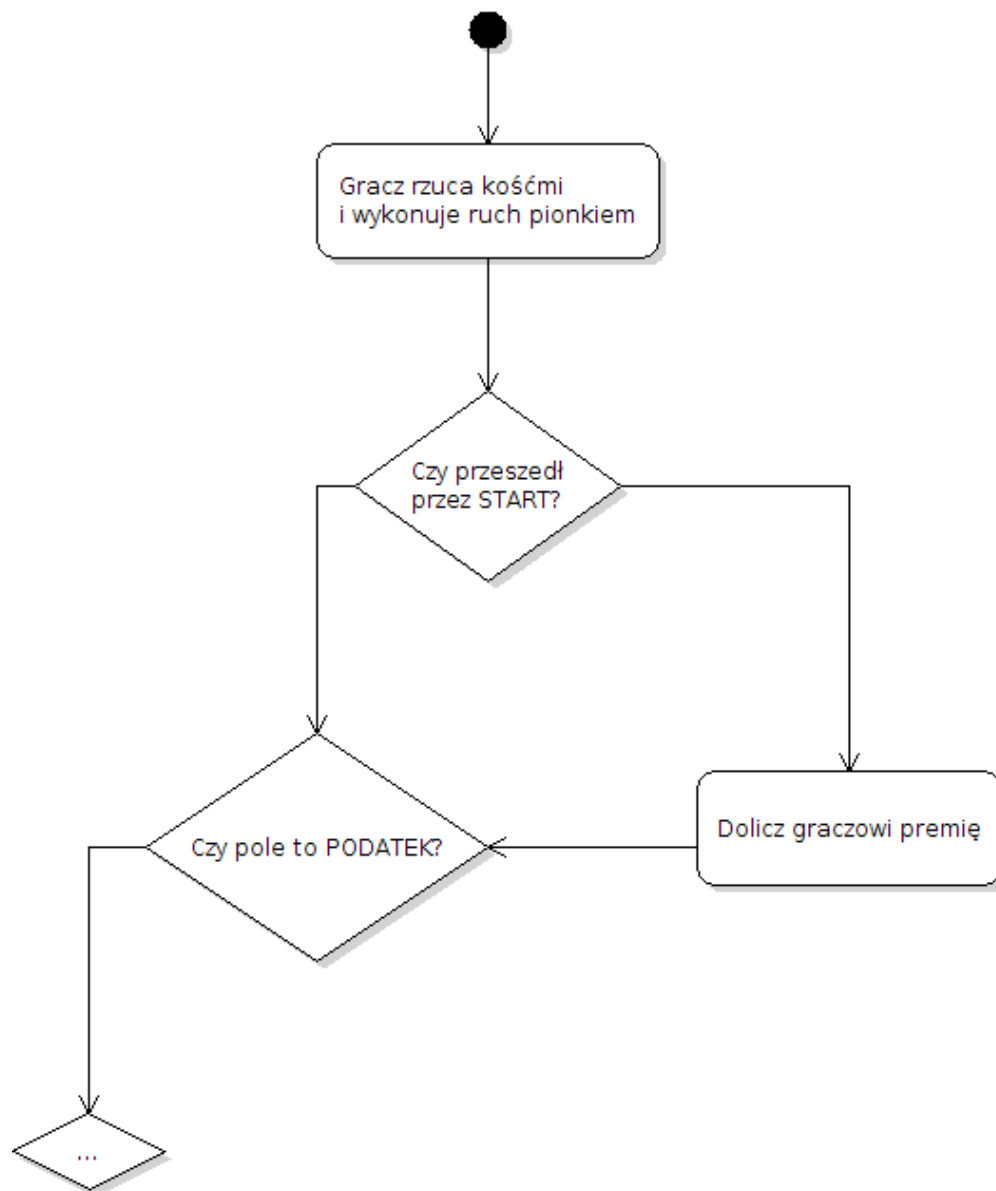 Gracz rzuca kośćmi
i wykonuje ruch pionkiem
Czy przeszedł
przez START?
Czy pole to PODATEK?
Dolicz graczowi premię
...